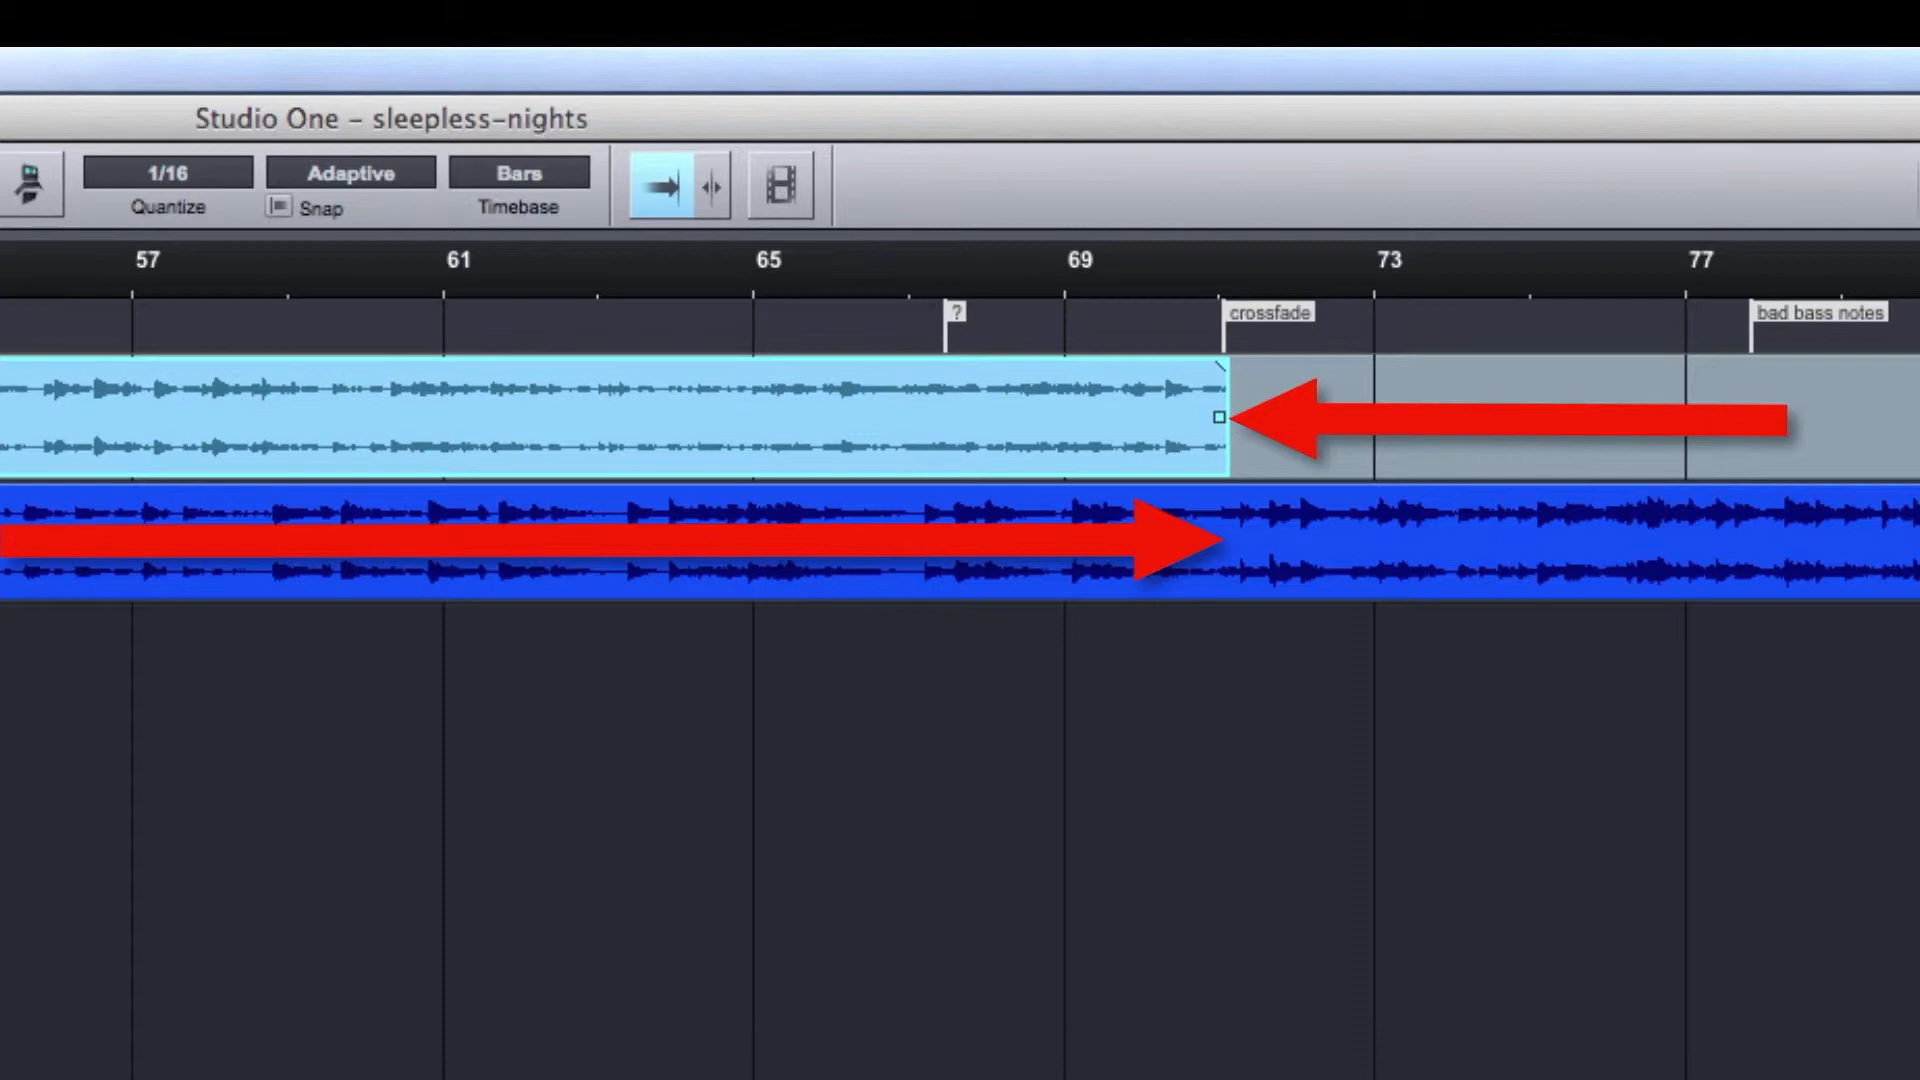 Studio One – sleepless-nights
1/16 Adaptive Bars
Quantize Snap Timebase
57 61 65 69 73 77
? crossfade bad bass notes